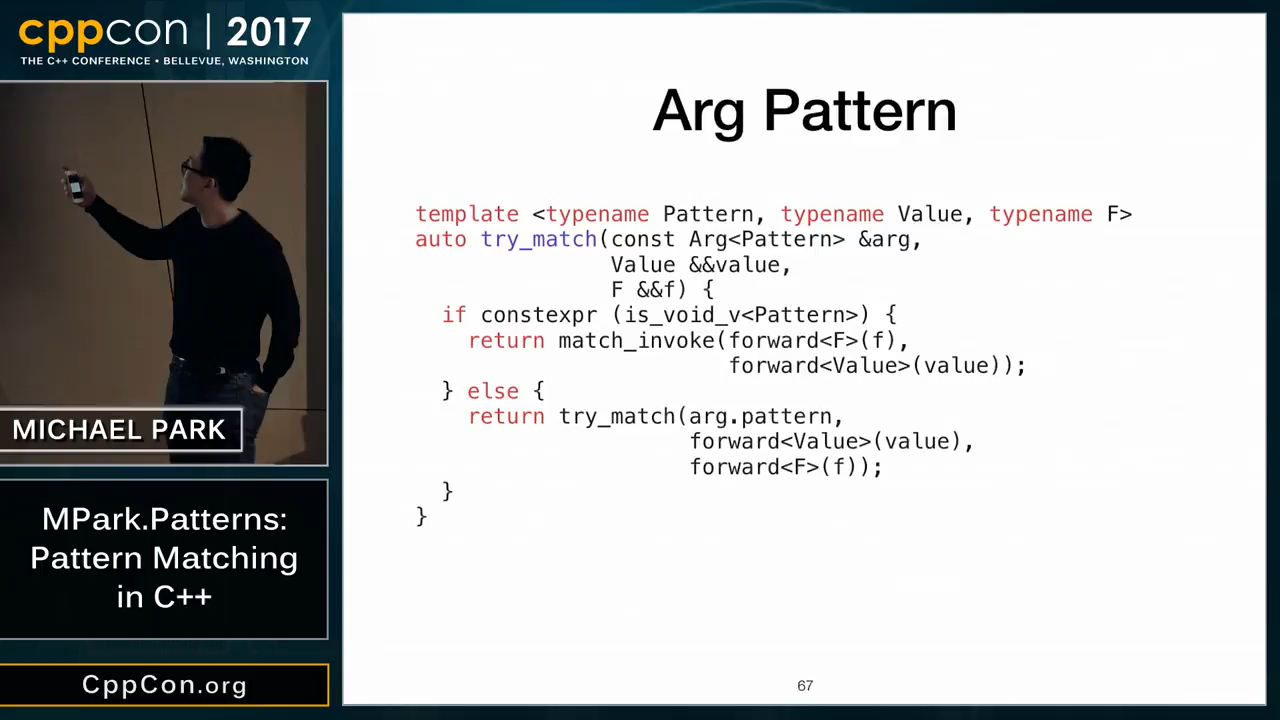 cppcon | 2017
THE C++ CONFERENCE • BELLEVUE, WASHINGTON
MICHAEL PARK
MPark.Patterns:
Pattern Matching
in C++
CppCon.org
Arg Pattern
template <typename Pattern, typename Value, typename F>
auto try_match(const Arg<Pattern> &arg,
               Value &&value,
               F &&f) {
  if constexpr (is_void_v<Pattern>) {
    return match_invoke(forward<F>(f),
                        forward<Value>(value));
  } else {
    return try_match(arg.pattern,
                     forward<Value>(value),
                     forward<F>(f));
  }
}
67